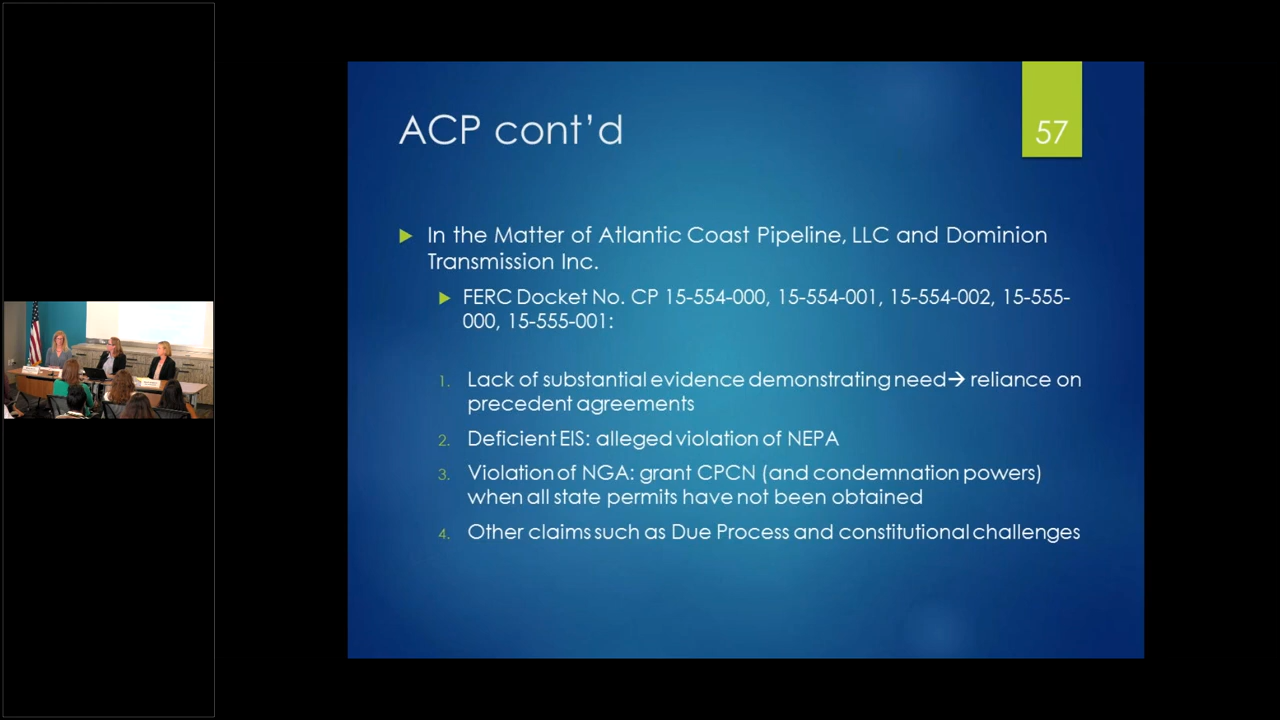 ACP cont’d
57
In the Matter of Atlantic Coast Pipeline, LLC and Dominion
Transmission Inc.
FERC Docket No. CP 15-554-000, 15-554-001, 15-554-002, 15-555-
000, 15-555-001:
1. Lack of substantial evidence demonstrating need→ reliance on
precedent agreements
2. Deficient EIS: alleged violation of NEPA
3. Violation of NGA: grant CPCN (and condemnation powers)
when all state permits have not been obtained
4. Other claims such as Due Process and constitutional challenges